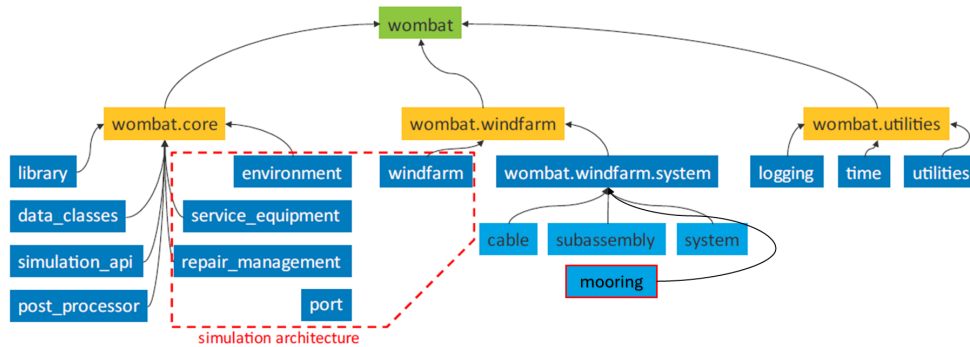 wombat
wombat.core
wombat.windfarm
wombat.utilities
library
environment
windfarm
wombat.windfarm.system
logging
time
utilities
data_classes
service_equipment
cable
subassembly
system
simulation_api
repair_management
mooring
post_processor
port
simulation architecture